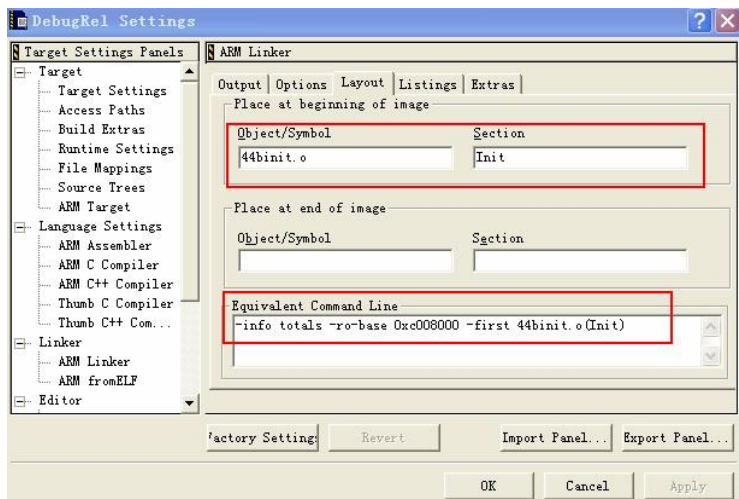 DebugRel Settings
Target Settings Panels
Target
Target Settings
Access Paths
Build Extras
Runtime Settings
File Mappings
Source Trees
ARM Target
Language Settings
ARM Assembler
ARM C Compiler
ARM C++ Compiler
Thumb C Compiler
Thumb C++ Com...
Linker
ARM Linker
ARM fromELF
Editor
ARM Linker
Output Options Layout Listings Extras
Place at beginning of image
Object/Symbol Section
44binit.o Init
Place at end of image
Object/Symbol Section
Equivalent Command Line
-info totals -ro-base 0xc008000 -first 44binit.o(Init)
actory Setting Revert Import Panel... Export Panel...
OK Cancel Apply